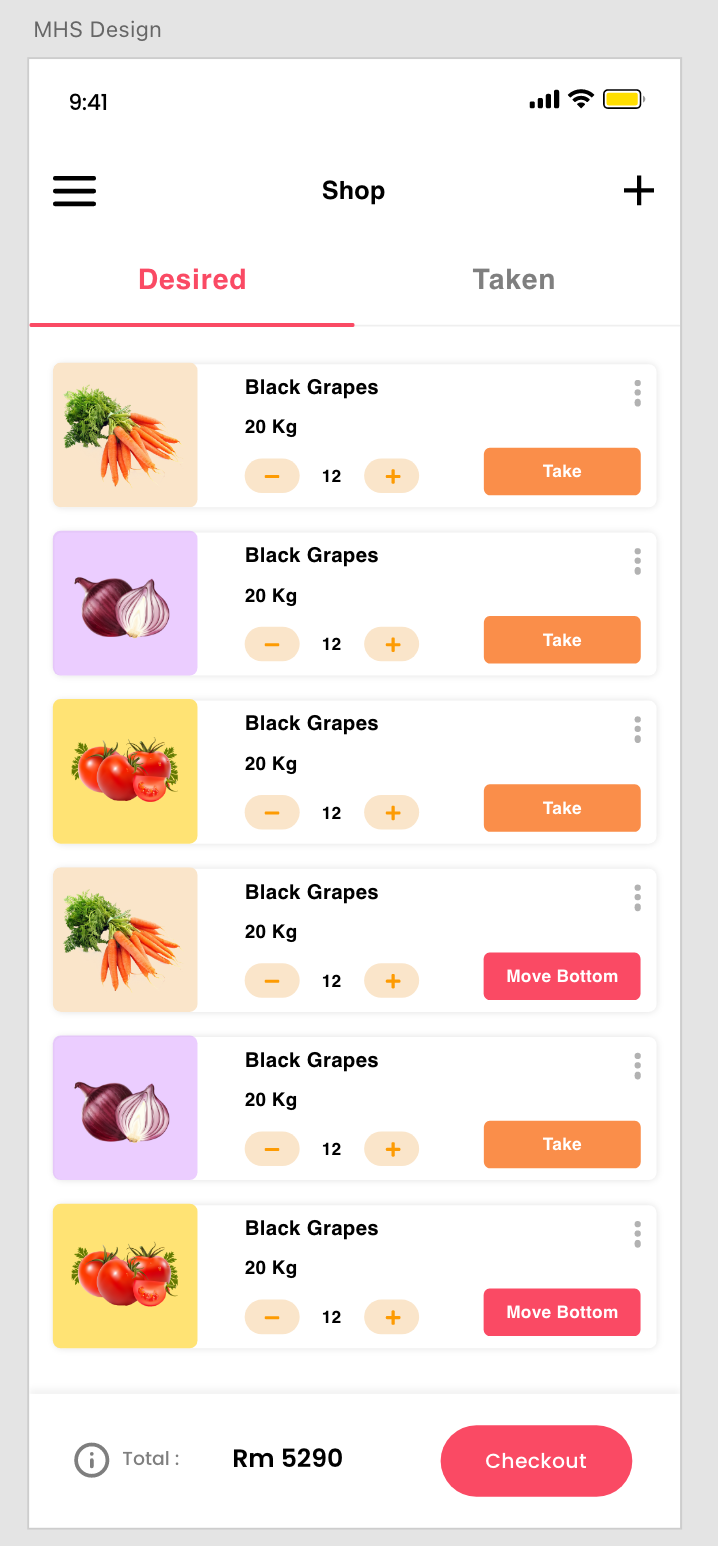 MHS Design
9:41
Shop
Desired Taken
Black Grapes
20 Kg
− 12 +
Take
Black Grapes
20 Kg
− 12 +
Take
Black Grapes
20 Kg
− 12 +
Take
Black Grapes
20 Kg
− 12 +
Move Bottom
Black Grapes
20 Kg
− 12 +
Take
Black Grapes
20 Kg
− 12 +
Move Bottom
Total : Rm 5290 Checkout